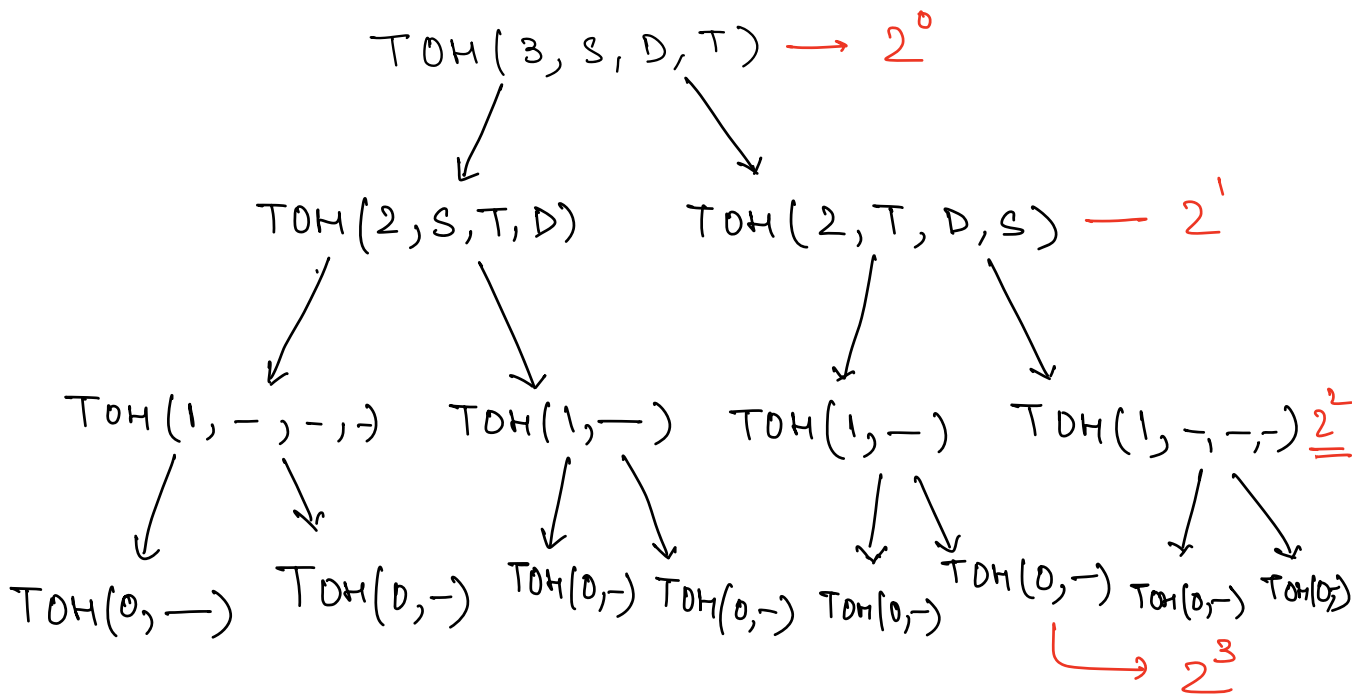 TOH(3, S, D, T) → 2⁰
TOH(2, S, T, D) TOH(2, T, D, S) — 2¹
TOH(1, -, -, -) TOH(1, —) TOH(1, —) TOH(1, -, -, -) 2²
TOH(0, —) TOH(0, -) TOH(0, -) TOH(0, -) TOH(0, -) TOH(0, —) TOH(0, -) TOH(0, -)
→ 2³